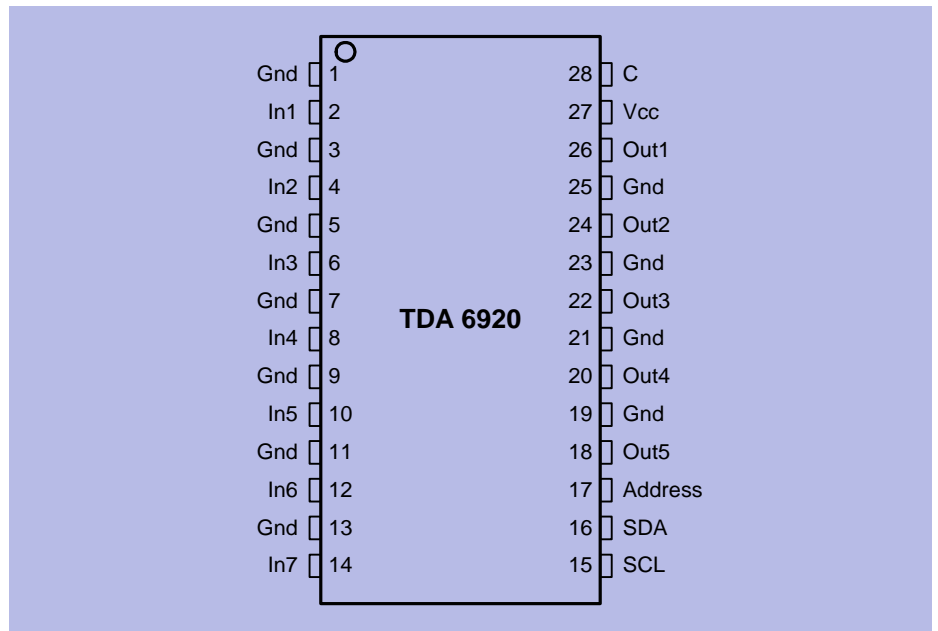 Gnd 1 28 C
In1 2 27 Vcc
Gnd 3 26 Out1
In2 4 25 Gnd
Gnd 5 24 Out2
In3 6 23 Gnd
Gnd 7 22 Out3
TDA 6920
In4 8 21 Gnd
Gnd 9 20 Out4
In5 10 19 Gnd
Gnd 11 18 Out5
In6 12 17 Address
Gnd 13 16 SDA
In7 14 15 SCL